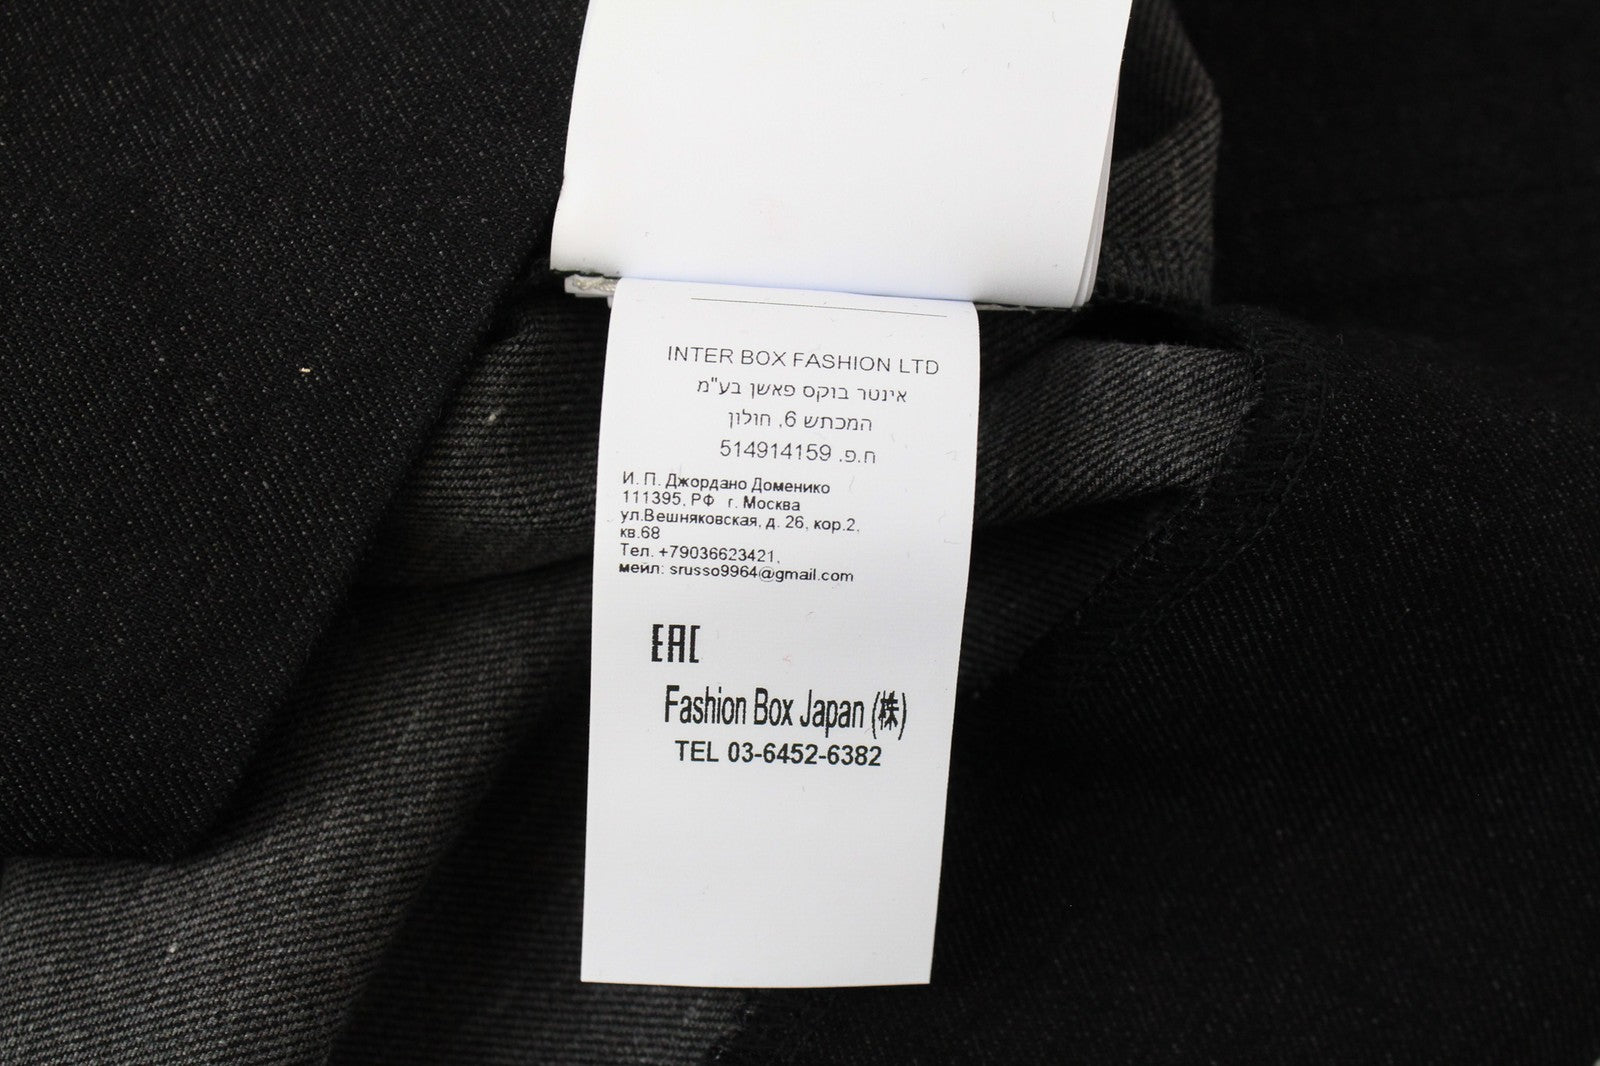 INTER BOX FASHION LTD
אינטר בוקס פאשן בע"מ
המכתש 6, חולון
ח.פ. 514914159
И. П. Джордано Доменико
111395, РФ г. Москва
ул.Вешняковская, д. 26, кор.2,
кв.68
Тел. +79036623421,
мейл: srusso9964@gmail.com
EAC
Fashion Box Japan (株)
TEL 03-6452-6382